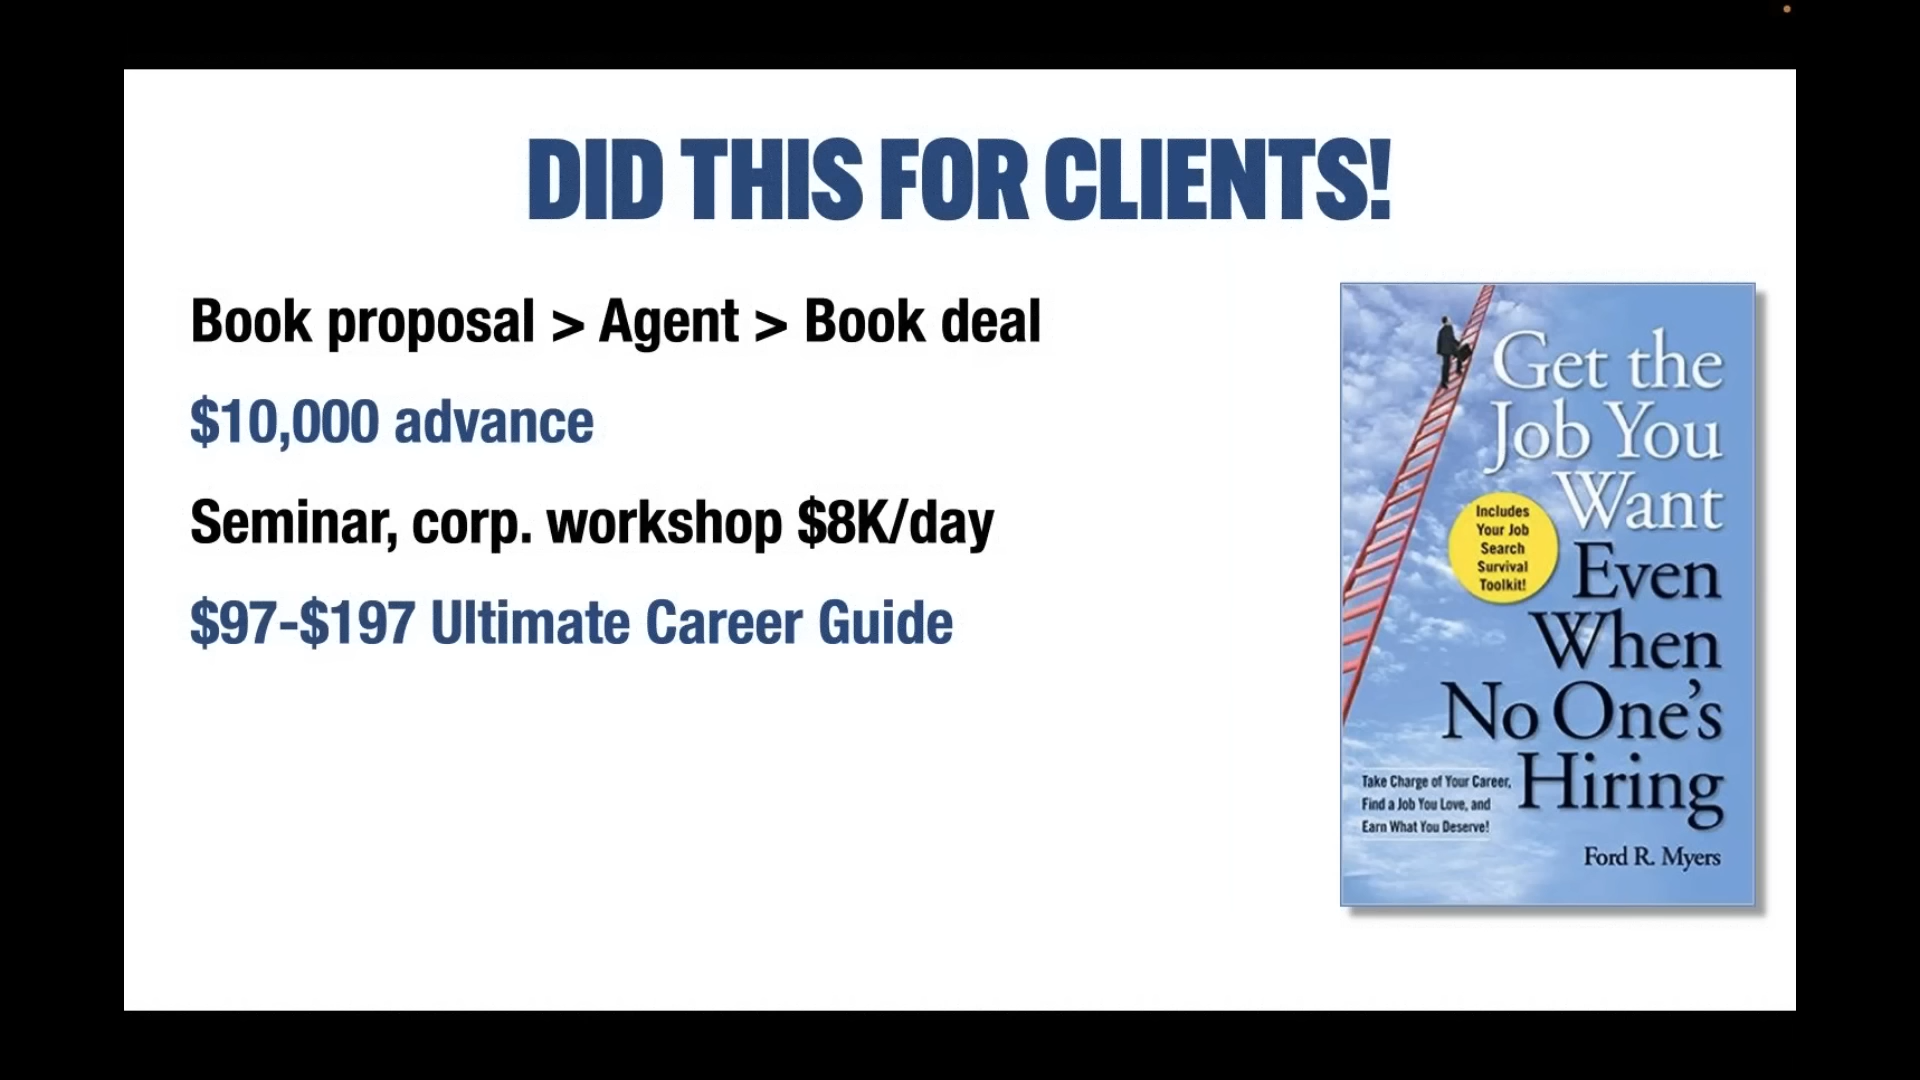 DID THIS FOR CLIENTS!
Book proposal > Agent > Book deal
$10,000 advance
Seminar, corp. workshop $8K/day
$97-$197 Ultimate Career Guide
Get the
Job You
Want
Even
When
No One's
Hiring
Includes
Your Job
Search
Survival
Toolkit!
Take Charge of Your Career,
Find a Job You Love, and
Earn What You Deserve!
Ford R. Myers